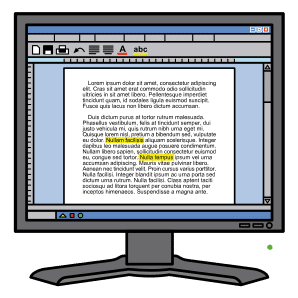 A abc
Lorem ipsum dolor sit amet, consectetur adipiscing
elit. Cras sit amet erat commodo odio sollicitudin
ultricies in sit amet libero. Pellentesque imperdiet
tincidunt quam, id sodales ligula euismod suscipit.
Fusce quis lacus non libero dictum accumsan.
Duis dictum purus at tortor rutrum malesuada.
Phasellus vestibulum, felis at tincidunt semper, dui
justo vehicula mi, quis rutrum nibh urna eget mi.
Quisque lorem nisl, pretium a bibendum sed, vulputate
eu dolor. Nullam facilisis aliquam scelerisque. Integer
dapibus leo malesuada augue posuere condimentum.
Nullam libero sapien, sollicitudin consectetur euismod
eu, congue sed tortor. Nulla tempus ipsum vel urna
accumsan adipiscing. Mauris vitae pulvinar libero.
Aenean nec tincidunt velit. Proin cursus varius porttitor.
Nulla facilisi. Integer blandit ipsum ac urna porta sed
dictum urna rutrum. Nulla facilisi. Class aptent taciti
sociosqu ad litora torquent per conubia nostra, per
inceptos himenaeos. Suspendisse a magna ante.